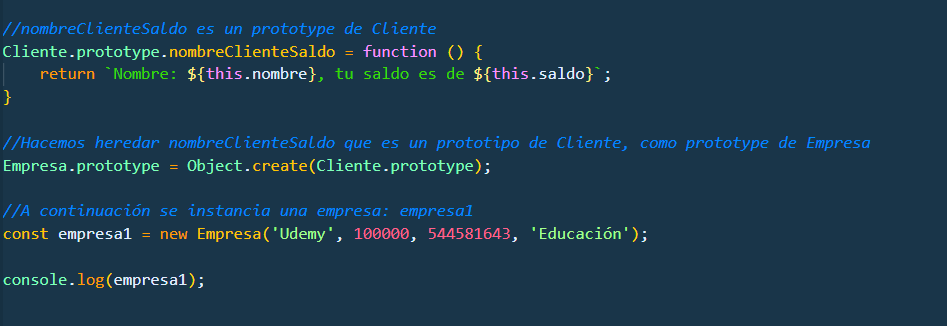 //nombreClienteSaldo es un prototype de Cliente
Cliente.prototype.nombreClienteSaldo = function () {
    return `Nombre: ${this.nombre}, tu saldo es de ${this.saldo}`;
}
//Hacemos heredar nombreClienteSaldo que es un prototipo de Cliente, como prototype de Empresa
Empresa.prototype = Object.create(Cliente.prototype);
//A continuación se instancia una empresa: empresa1
const empresa1 = new Empresa('Udemy', 100000, 544581643, 'Educación');
console.log(empresa1);